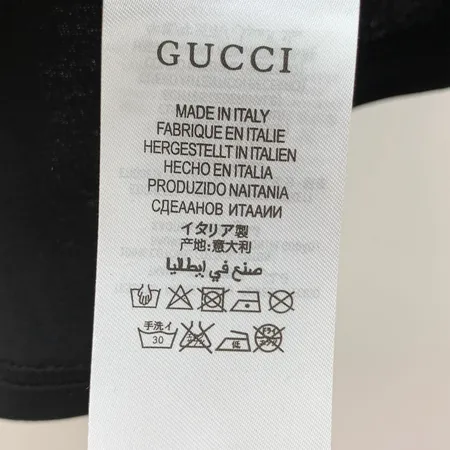 GUCCI
MADE IN ITALY
FABRIQUE EN ITALIE
HERGESTELLT IN ITALIEN
HECHO EN ITALIA
PRODUZIDO NAITANIA
СДЕААНОВ ИТААИИ
イタリア製
产地:意大利
صنع في إيطاليا
手洗イ
30
低